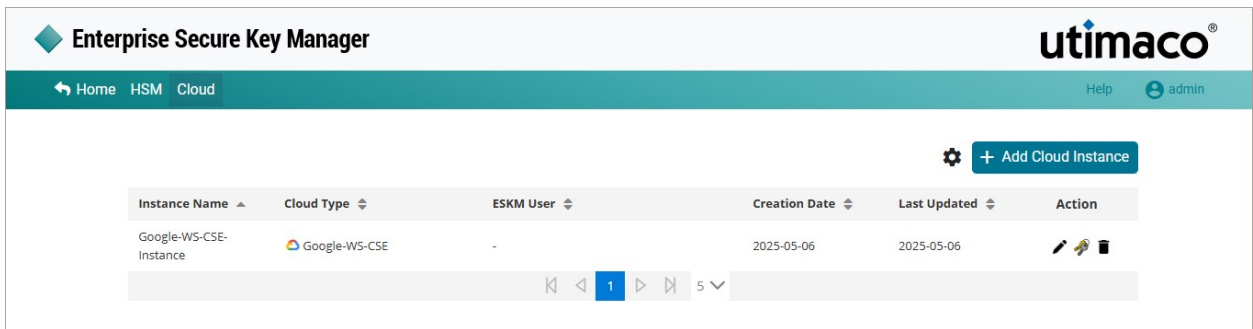 Enterprise Secure Key Manager
utimaco®
Home HSM Cloud Help admin
+ Add Cloud Instance
Instance Name Cloud Type ESKM User Creation Date Last Updated Action
Google-WS-CSE-
Instance
Google-WS-CSE - 2025-05-06 2025-05-06
1 5